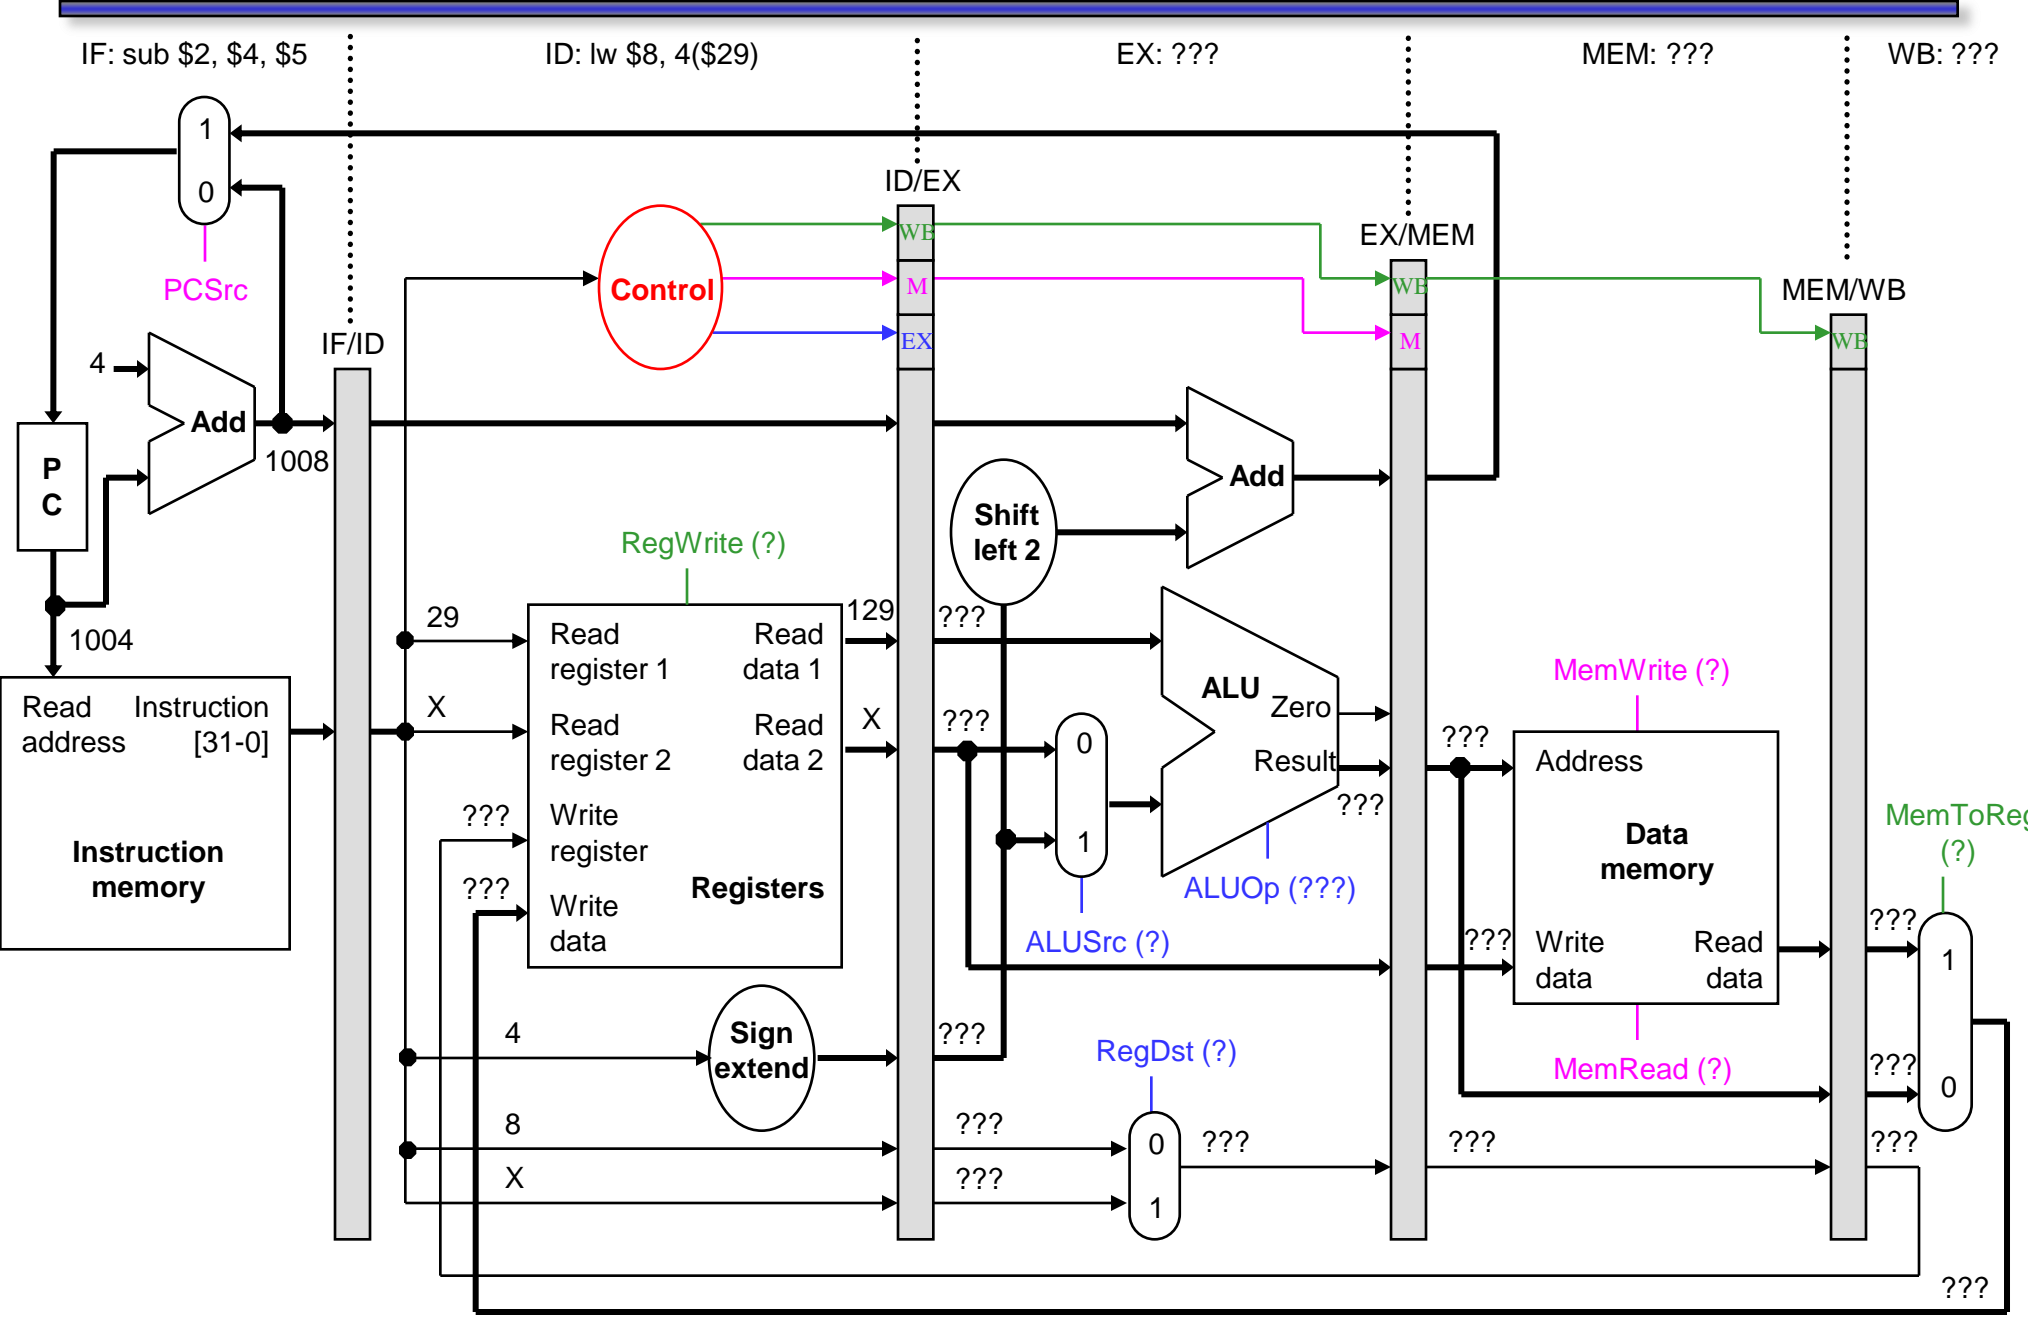 IF: sub $2, $4, $5
ID: lw $8, 4($29)
EX: ???
MEM: ???
WB: ???
1
0
PCSrc
4
Add
1008
P
C
1004
Read
address
Instruction
[31-0]
Instruction
memory
IF/ID
Control
ID/EX
WB
M
EX
EX/MEM
WB
M
MEM/WB
WB
RegWrite (?)
29
X
???
???
Read
register 1
Read
data 1
Read
register 2
Read
data 2
Write
register
Write
data
Registers
129
X
4
Sign
extend
8
X
Shift
left 2
Add
???
???
???
???
???
0
1
ALUSrc (?)
ALU
Zero
Result
???
ALUOp (???)
RegDst (?)
0
1
???
???
???
???
MemWrite (?)
Address
Data
memory
Write
data
Read
data
MemRead (?)
MemToReg
(?)
???
1
???
0
???
???